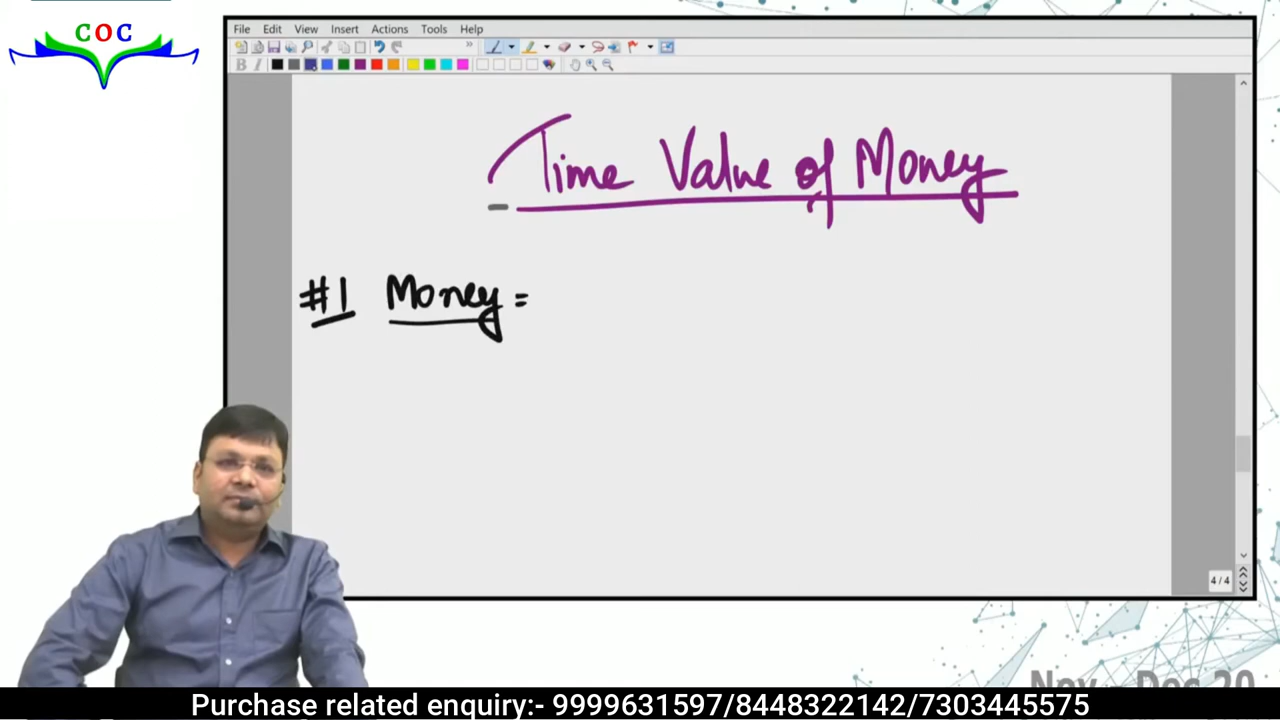 COC
File Edit View Insert Actions Tools Help
B I
Time Value of Money
#1 Money =
4/4
Purchase related enquiry:- 9999631597/8448322142/7303445575